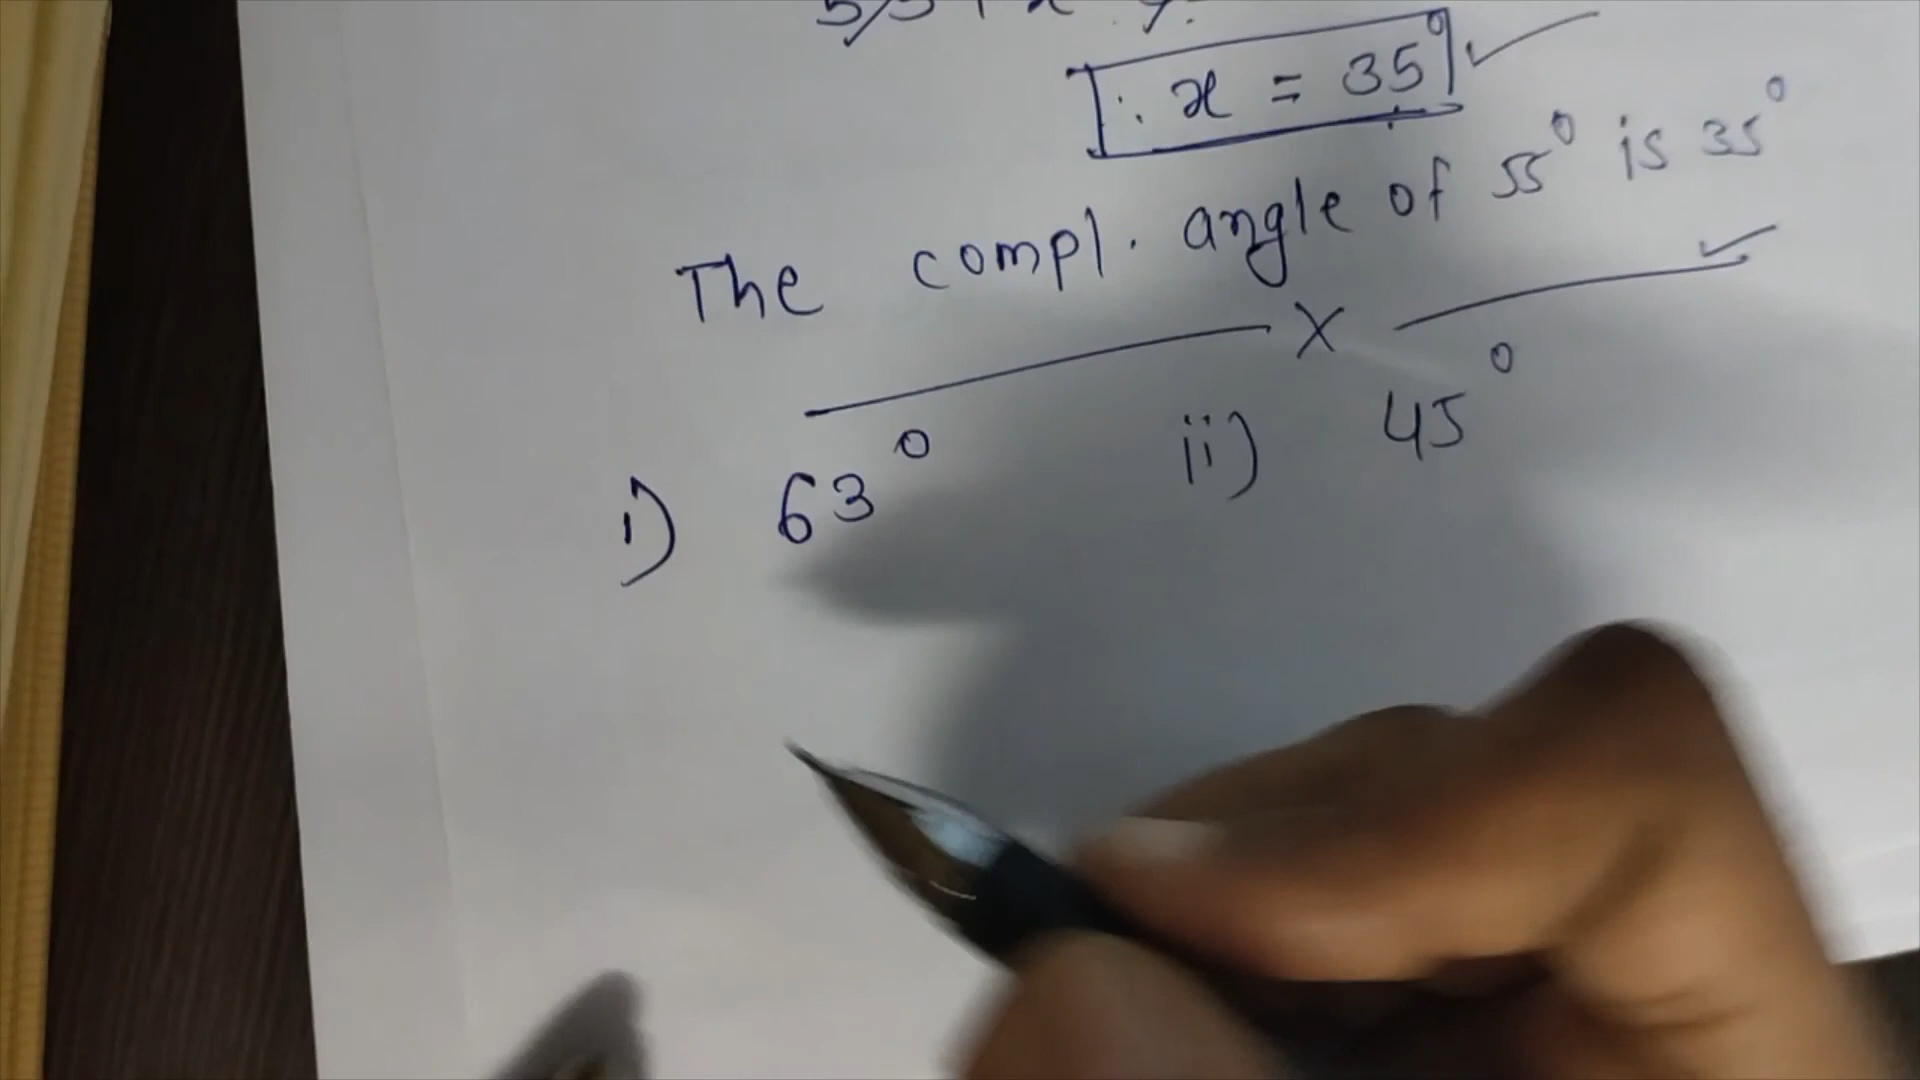 ∴ x = 35°
The compl. angle of 55° is 35°
x
i) 63° ii) 45°